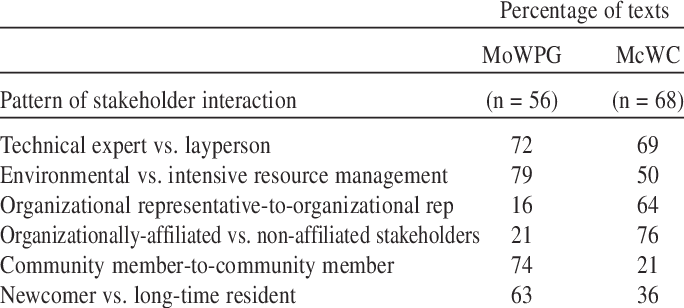 Percentage of texts
MoWPG McWC
Pattern of stakeholder interaction (n = 56) (n = 68)
Technical expert vs. layperson 72 69
Environmental vs. intensive resource management 79 50
Organizational representative-to-organizational rep 16 64
Organizationally-affiliated vs. non-affiliated stakeholders 21 76
Community member-to-community member 74 21
Newcomer vs. long-time resident 63 36